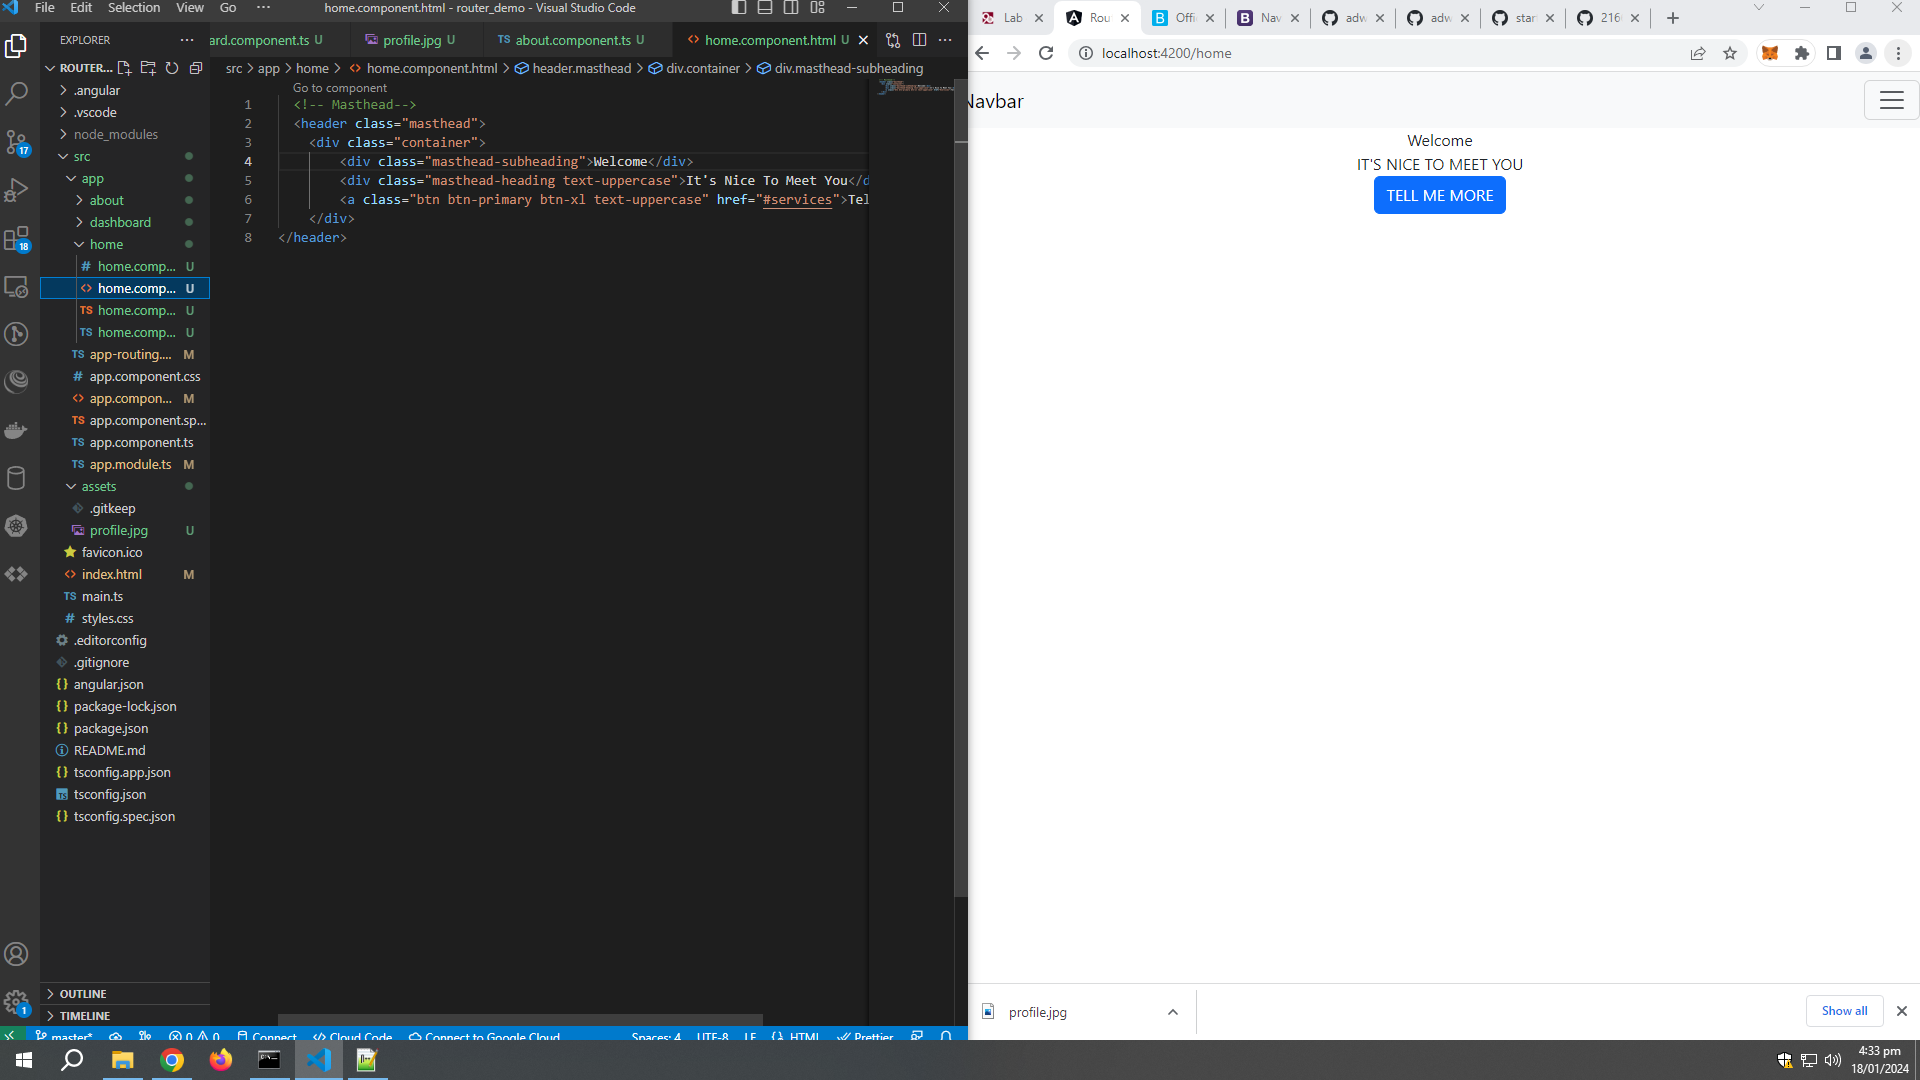 File Edit Selection View Go ···
home.component.html - router_demo - Visual Studio Code
EXPLORER
ROUTER...
.angular
.vscode
node_modules
src
app
about
dashboard
home
home.comp... U
home.comp... U
home.comp... U
home.comp... U
app-routing.... M
app.component.css
app.compon... M
app.component.sp...
app.component.ts
app.module.ts M
assets
.gitkeep
profile.jpg U
favicon.ico
index.html M
main.ts
styles.css
.editorconfig
.gitignore
angular.json
package-lock.json
package.json
README.md
tsconfig.app.json
tsconfig.json
tsconfig.spec.json
OUTLINE
TIMELINE
17
18
1
ard.component.ts U
profile.jpg U
about.component.ts U
home.component.html U
src > app > home > home.component.html > header.masthead > div.container > div.masthead-subheading
Go to component
1 <!-- Masthead-->
2 <header class="masthead">
3 <div class="container">
4 <div class="masthead-subheading">Welcome</div>
5 <div class="masthead-heading text-uppercase">It's Nice To Meet You</d
6 <a class="btn btn-primary btn-xl text-uppercase" href="#services">Tel
7 </div>
8 </header>
master* 0 0 Connect Cloud Code Connect to Google Cloud Spaces: 4 UTF-8 LF HTML Prettier
Lab
Rou
Offi
Nav
adw
adw
star
216
localhost:4200/home
Navbar
Welcome
IT'S NICE TO MEET YOU
TELL ME MORE
profile.jpg
Show all
4:33 pm
18/01/2024